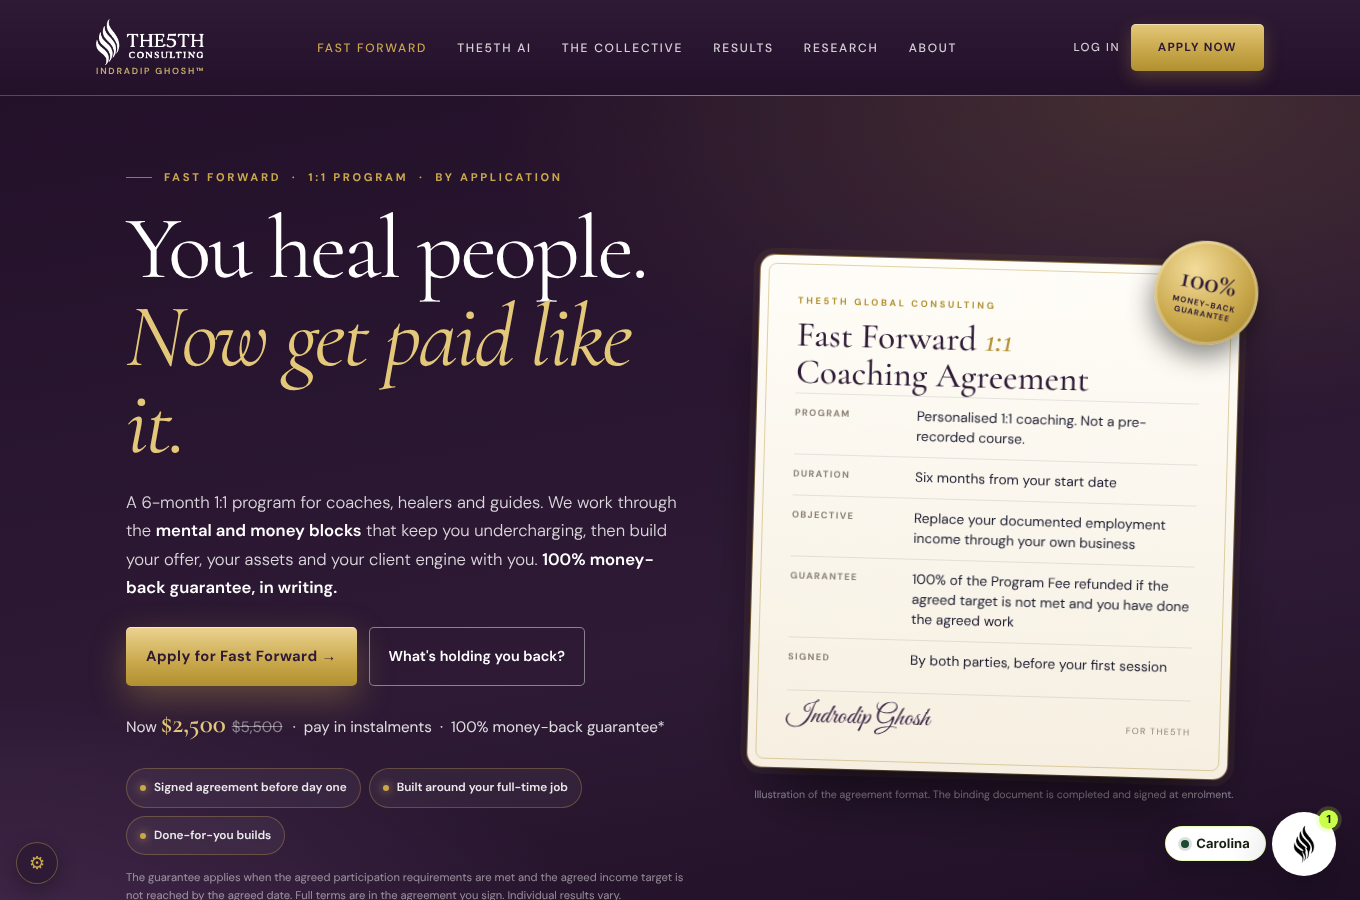 THE5TH
CONSULTING
INDRADIP GHOSH™
FAST FORWARD
THE5TH AI
THE COLLECTIVE
RESULTS
RESEARCH
ABOUT
LOG IN
APPLY NOW
FAST FORWARD · 1:1 PROGRAM · BY APPLICATION
You heal people.
Now get paid like
it.
A 6-month 1:1 program for coaches, healers and guides. We work through
the mental and money blocks that keep you undercharging, then build
your offer, your assets and your client engine with you. 100% money-
back guarantee, in writing.
Apply for Fast Forward →
What's holding you back?
Now $2,500 $5,500 · pay in instalments · 100% money-back guarantee*
Signed agreement before day one
Built around your full-time job
Done-for-you builds
The guarantee applies when the agreed participation requirements are met and the agreed income target is
not reached by the agreed date. Full terms are in the agreement you sign. Individual results vary.
100%
MONEY-BACK
GUARANTEE
THE5TH GLOBAL CONSULTING
Fast Forward 1:1
Coaching Agreement
PROGRAM
Personalised 1:1 coaching. Not a pre-
recorded course.
DURATION
Six months from your start date
OBJECTIVE
Replace your documented employment
income through your own business
GUARANTEE
100% of the Program Fee refunded if the
agreed target is not met and you have done
the agreed work
SIGNED
By both parties, before your first session
Indrodip Ghosh
FOR THE5TH
Illustration of the agreement format. The binding document is completed and signed at enrolment.
Carolina
1